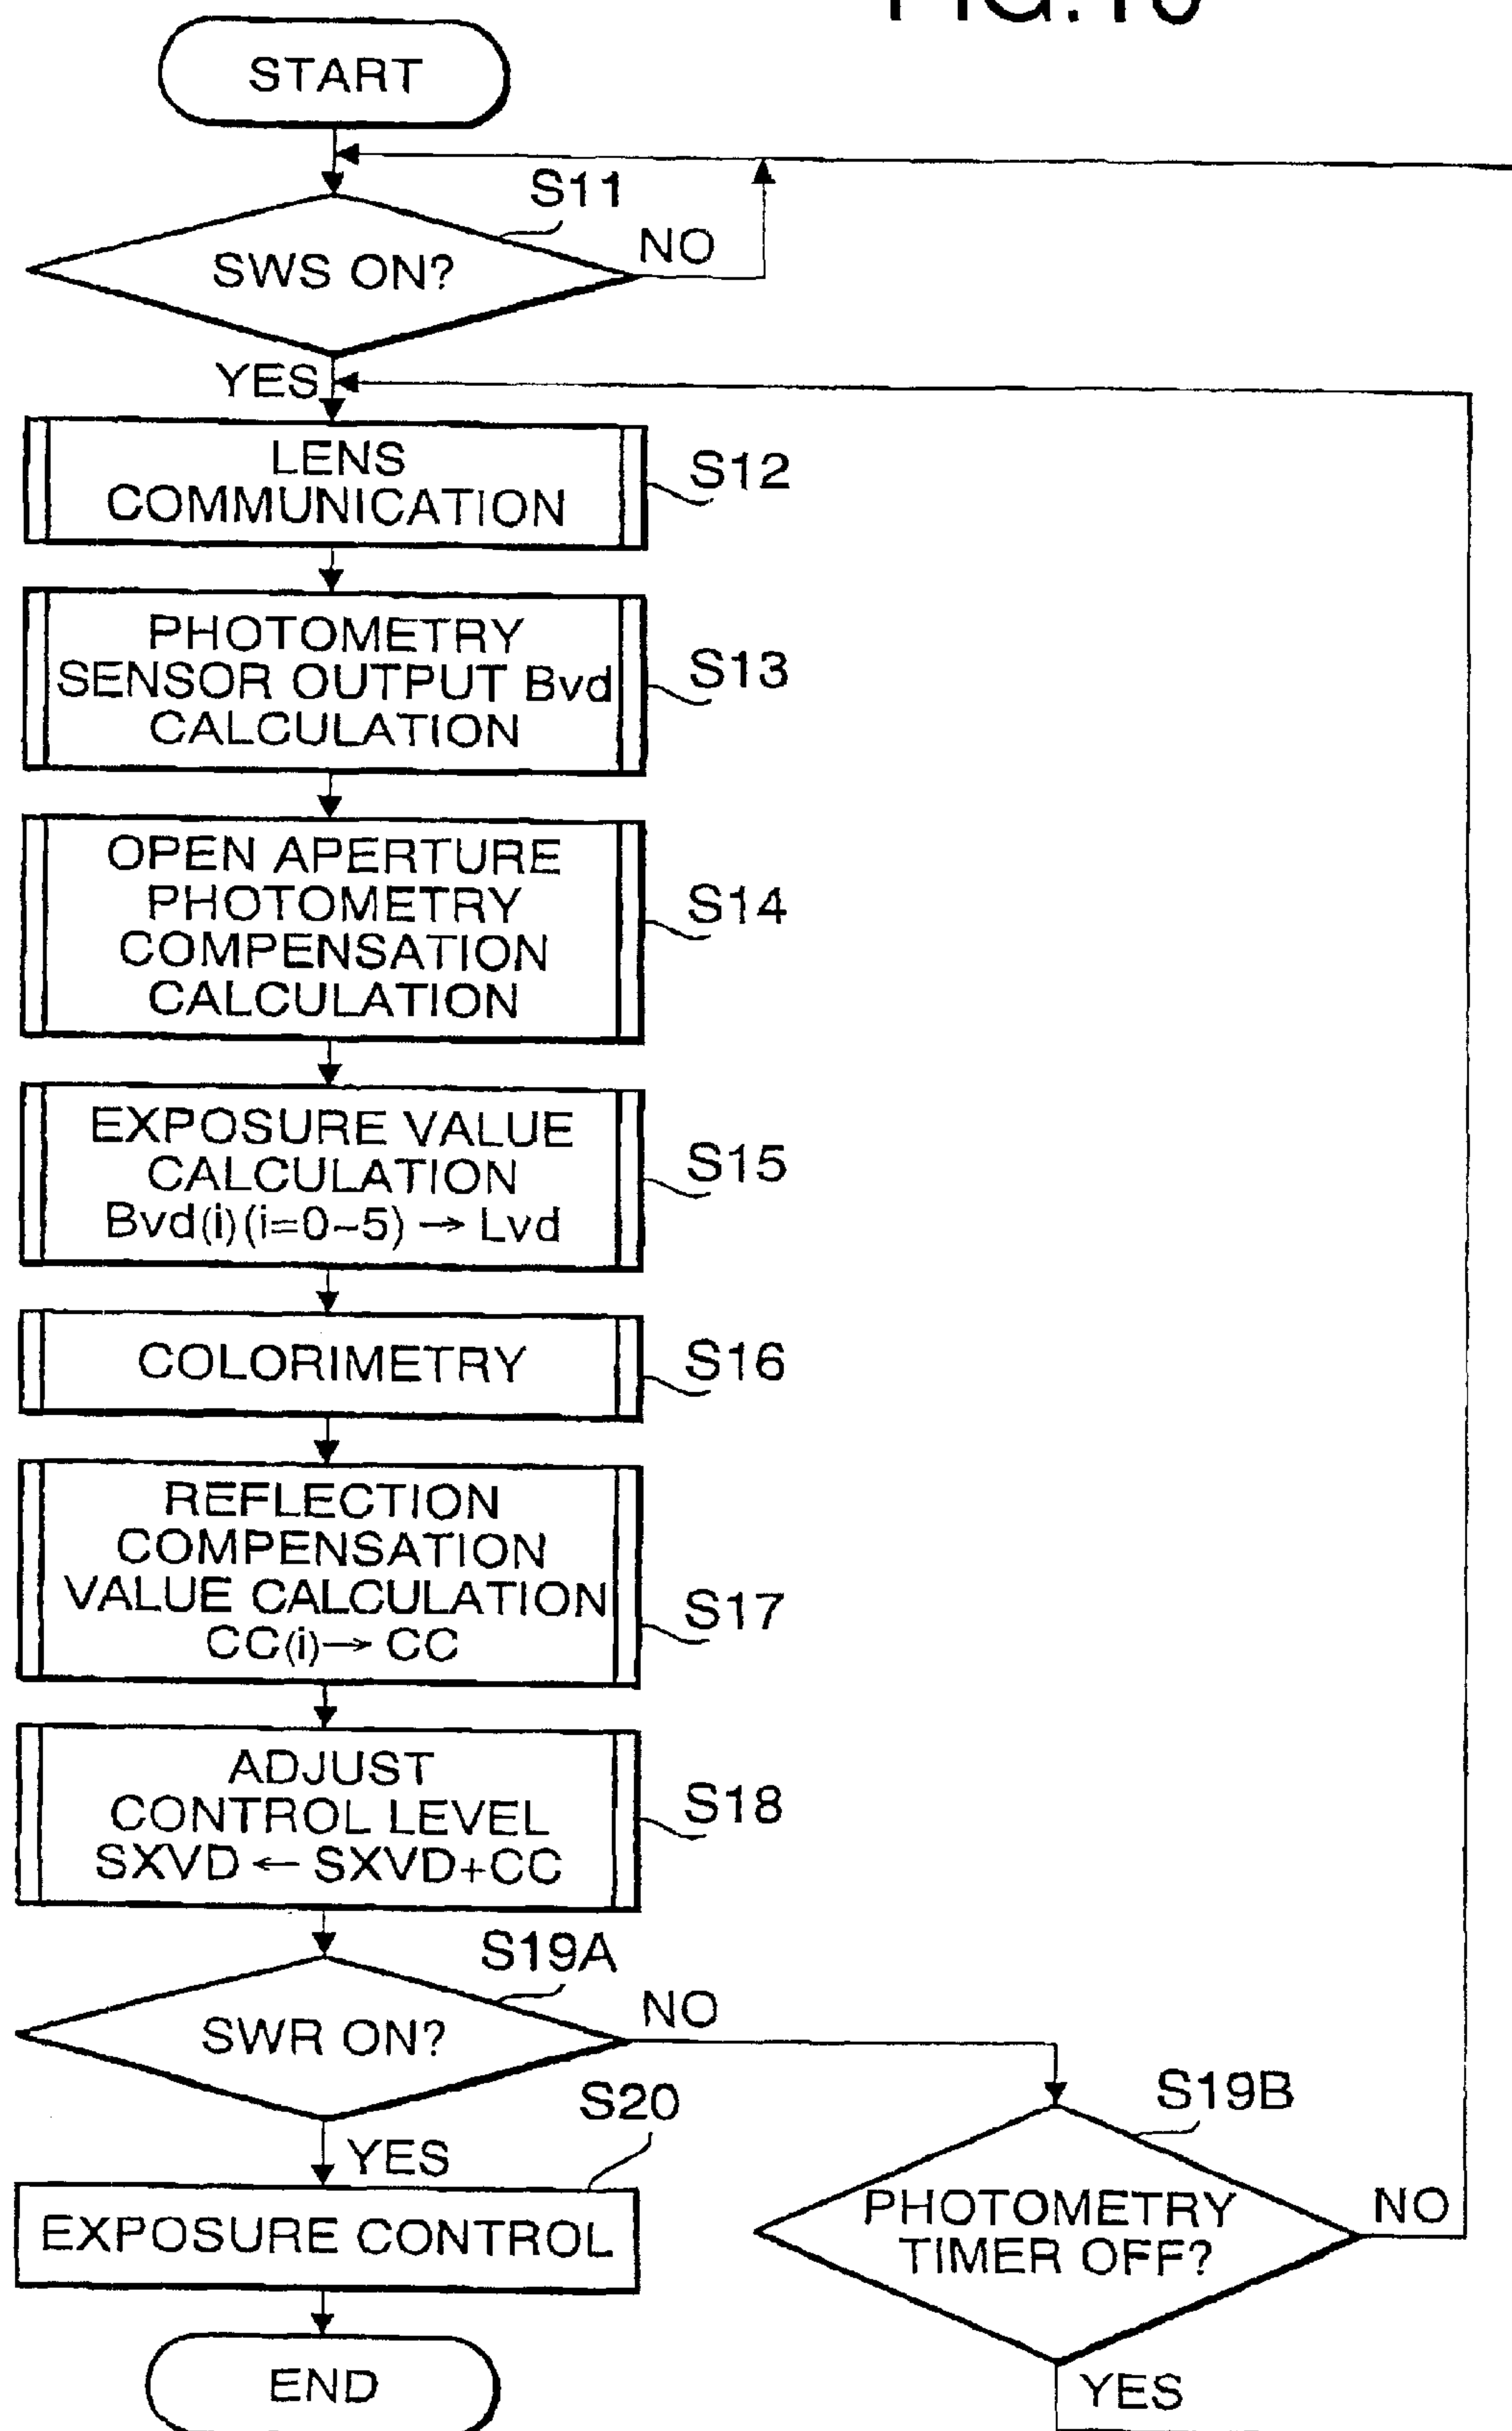 START
S11
SWS ON?
NO
YES
LENS
COMMUNICATION
S12
PHOTOMETRY
SENSOR OUTPUT Bvd
CALCULATION
S13
OPEN APERTURE
PHOTOMETRY
COMPENSATION
CALCULATION
S14
EXPOSURE VALUE
CALCULATION
Bvd(i)(i=0~5) → Lvd
S15
COLORIMETRY
S16
REFLECTION
COMPENSATION
VALUE CALCULATION
CC(i)→ CC
S17
ADJUST
CONTROL LEVEL
SXVD ← SXVD+CC
S18
S19A
SWR ON?
NO
YES
S20
EXPOSURE CONTROL
END
S19B
PHOTOMETRY
TIMER OFF?
NO
YES